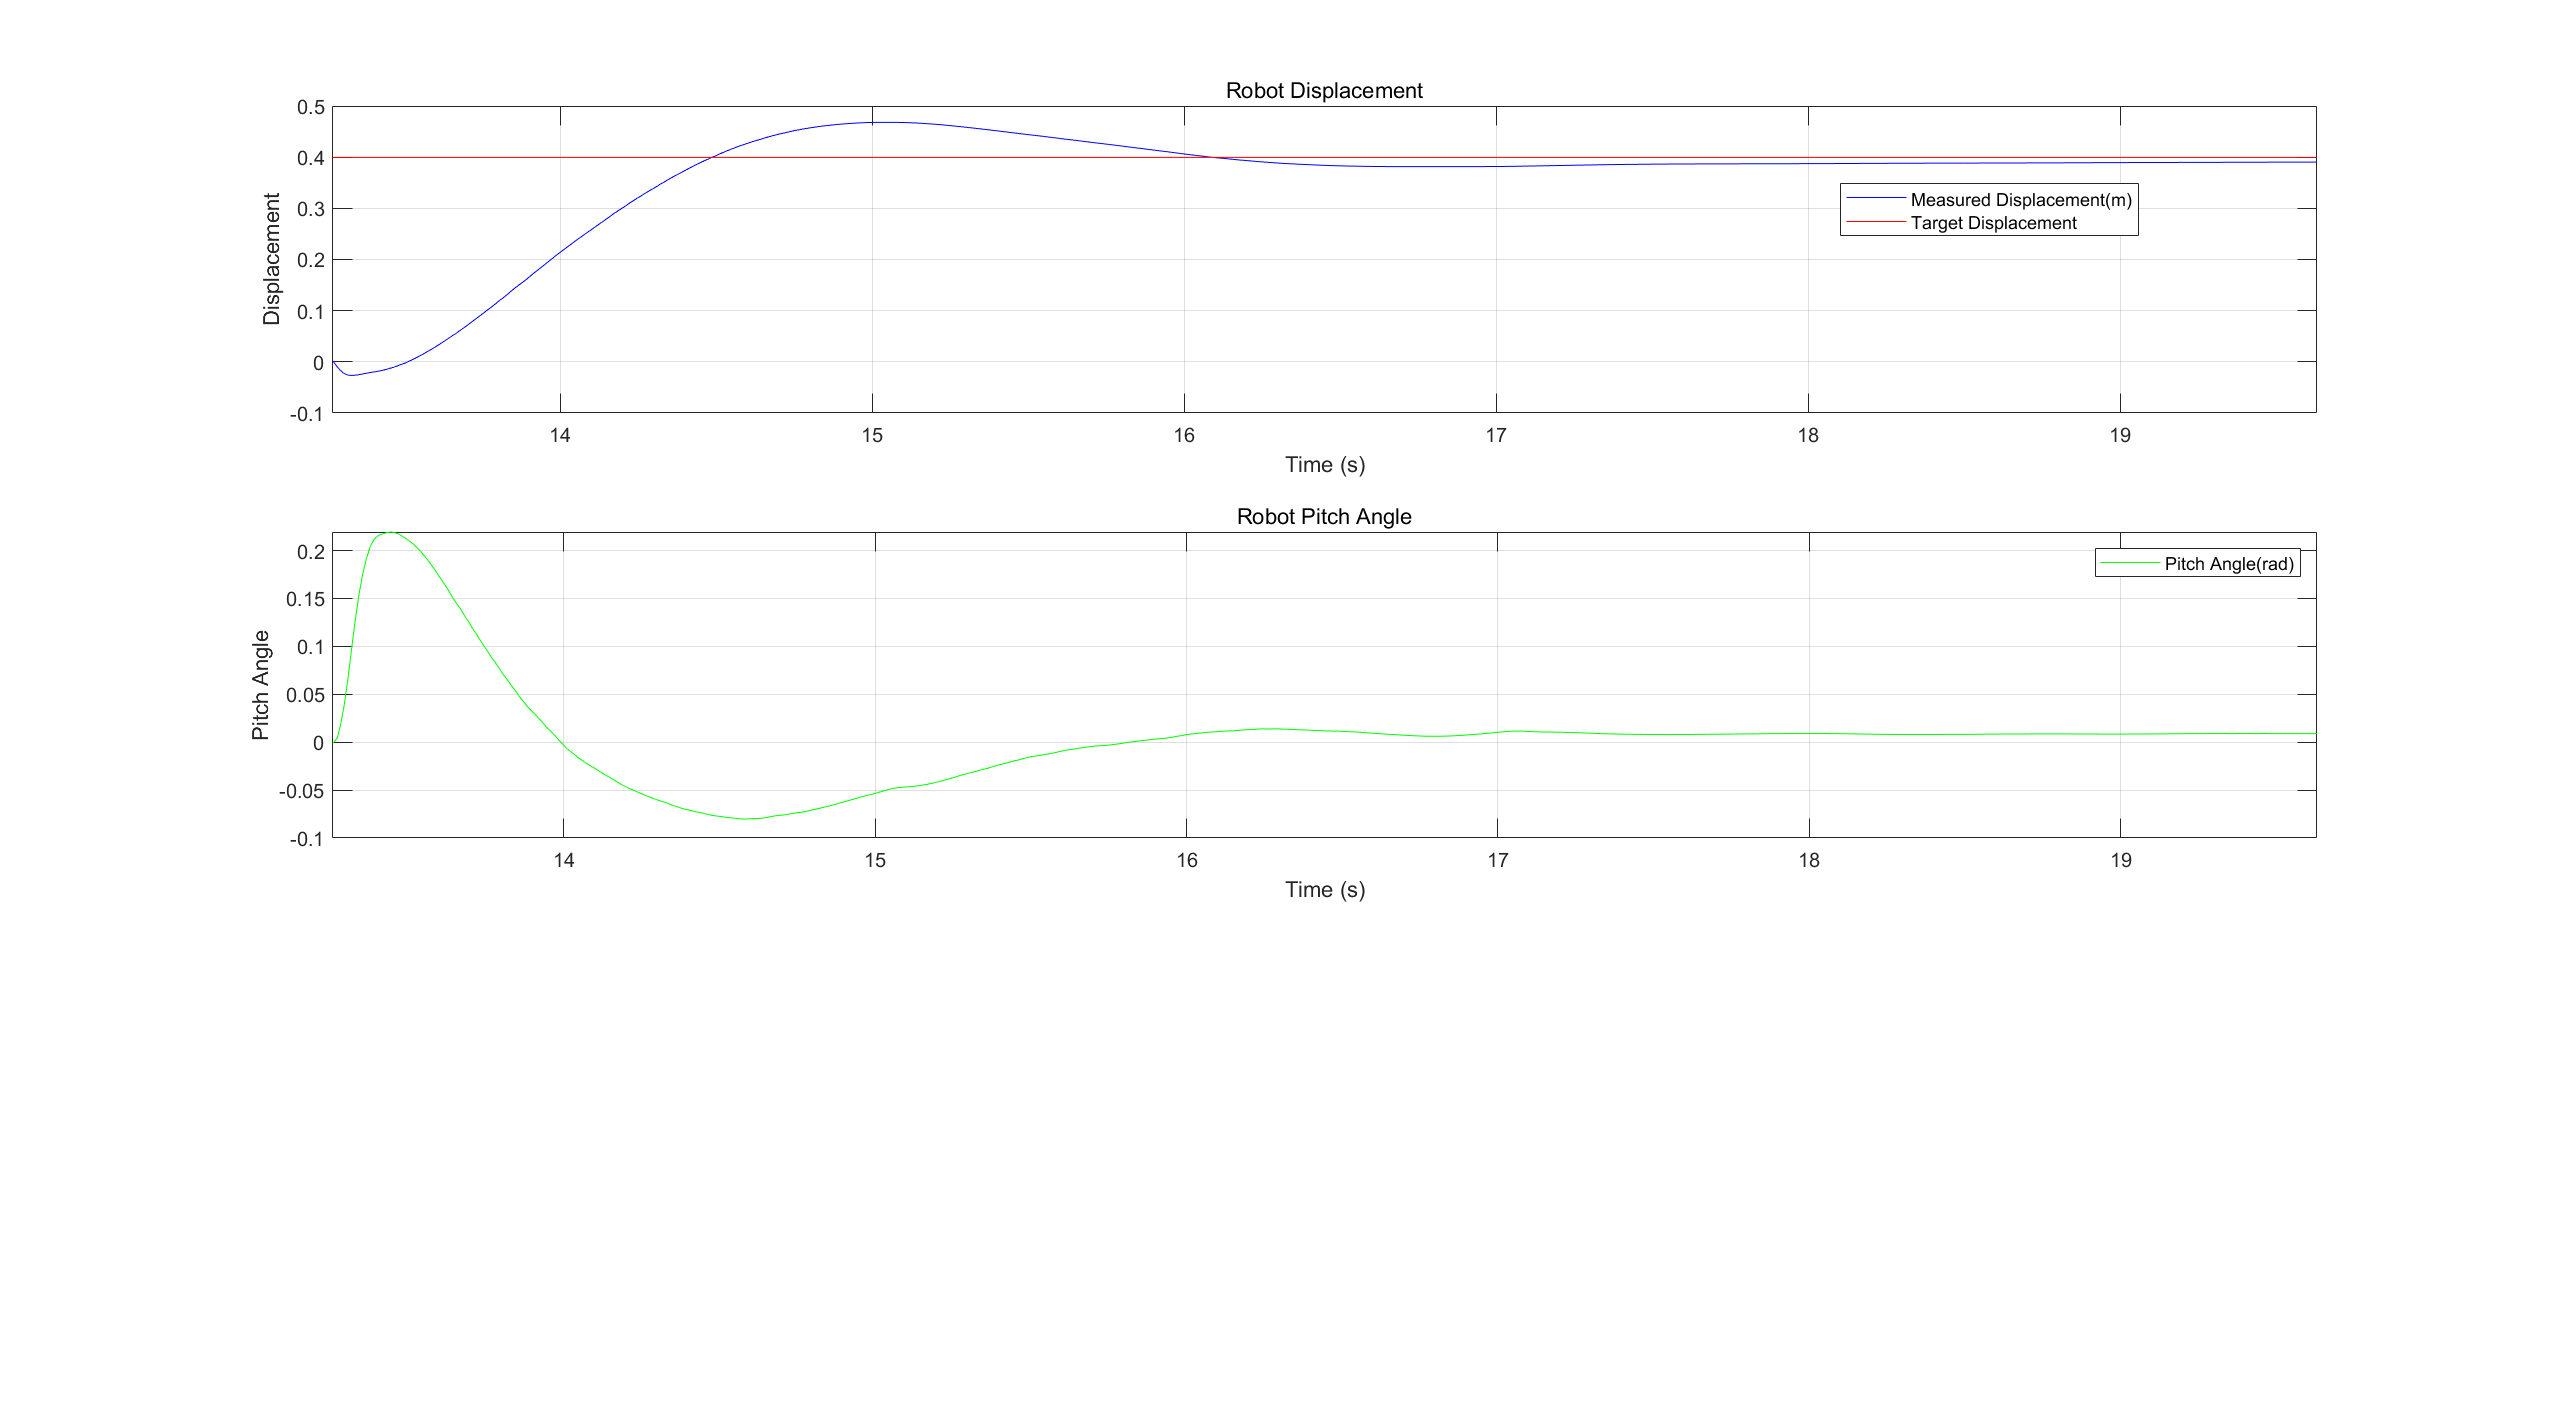 Robot Displacement
0.5
0.4
0.3
0.2
0.1
0
-0.1
Displacement
Measured Displacement(m)
Target Displacement
14 15 16 17 18 19
Time (s)
Robot Pitch Angle
0.2
0.15
0.1
0.05
0
-0.05
-0.1
Pitch Angle
Pitch Angle(rad)
14 15 16 17 18 19
Time (s)